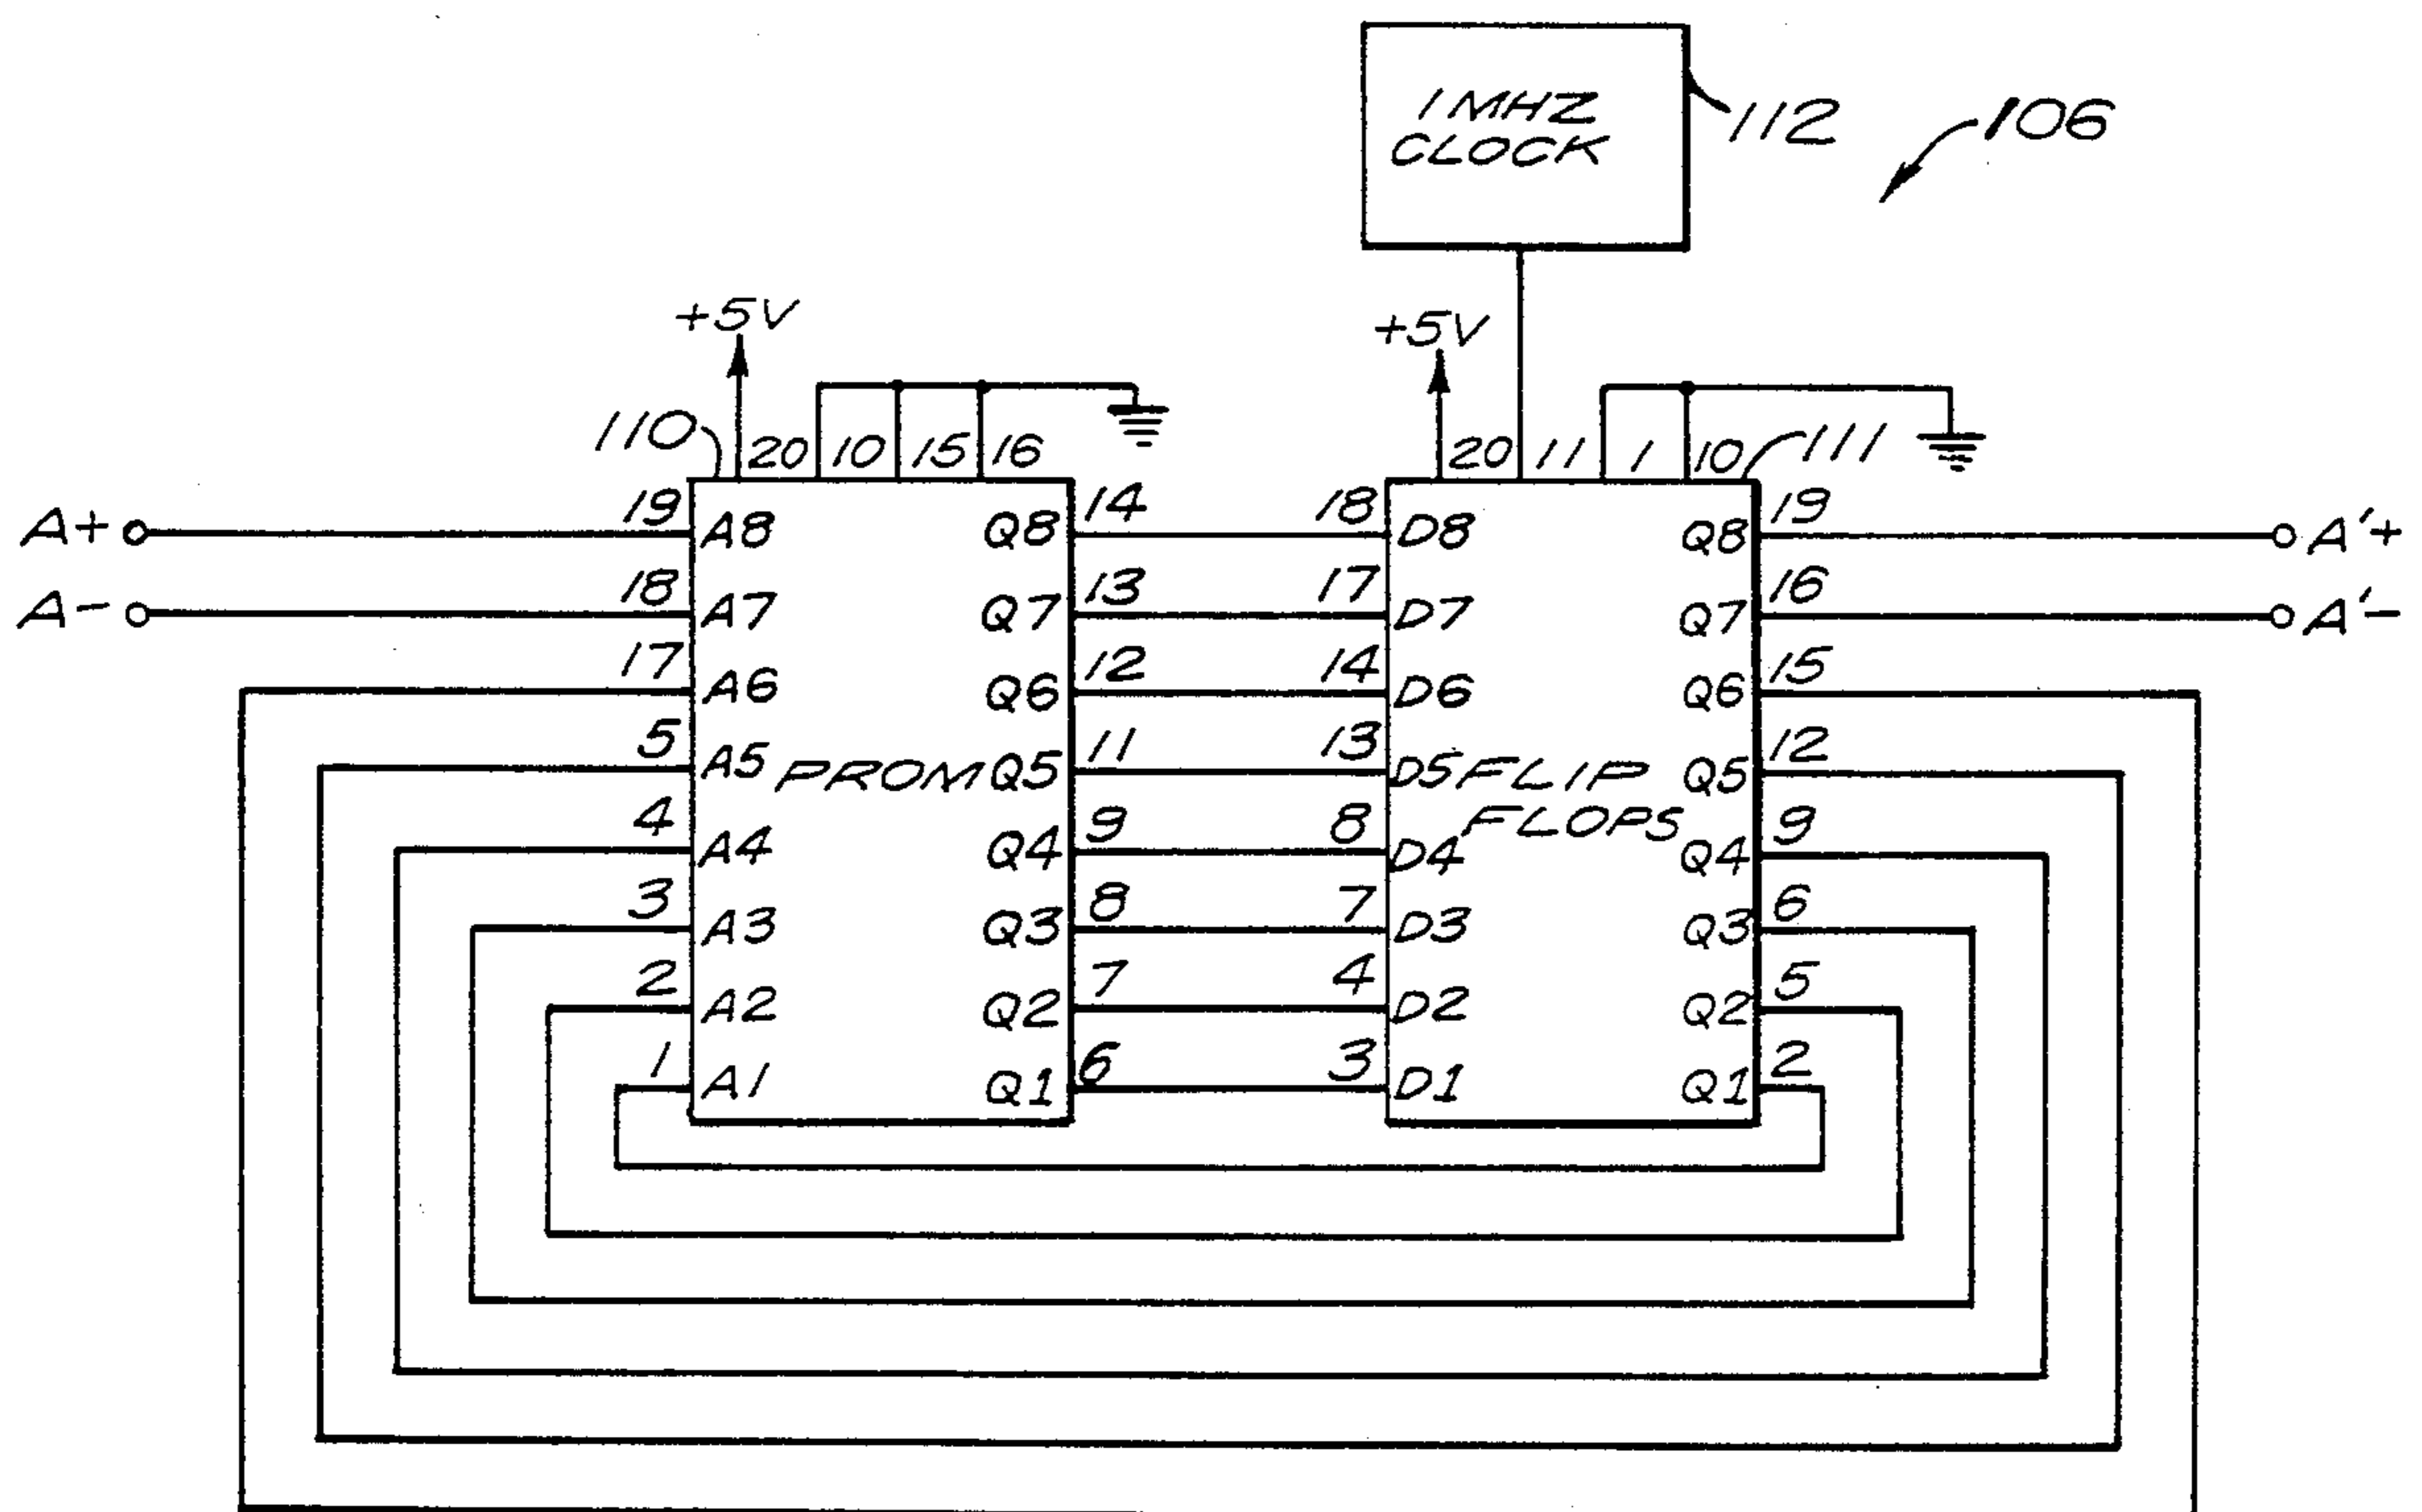 1 MHZ
CLOCK
112
106
+5V
+5V
110
20 10 15 16
20 11 1 10
111
A+
19 A8
Q8 14
18 D8
Q8 19
A'+
A-
18 A7
Q7 13
17 D7
Q7 16
A'-
17 A6
Q6 12
14 D6
Q6 15
5 A5
PROM
Q5 11
13 D5
FLIP
FLOPS
Q5 12
4 A4
Q4 9
8 D4
Q4 9
3 A3
Q3 8
7 D3
Q3 6
2 A2
Q2 7
4 D2
Q2 5
1 A1
Q1 6
3 D1
Q1 2